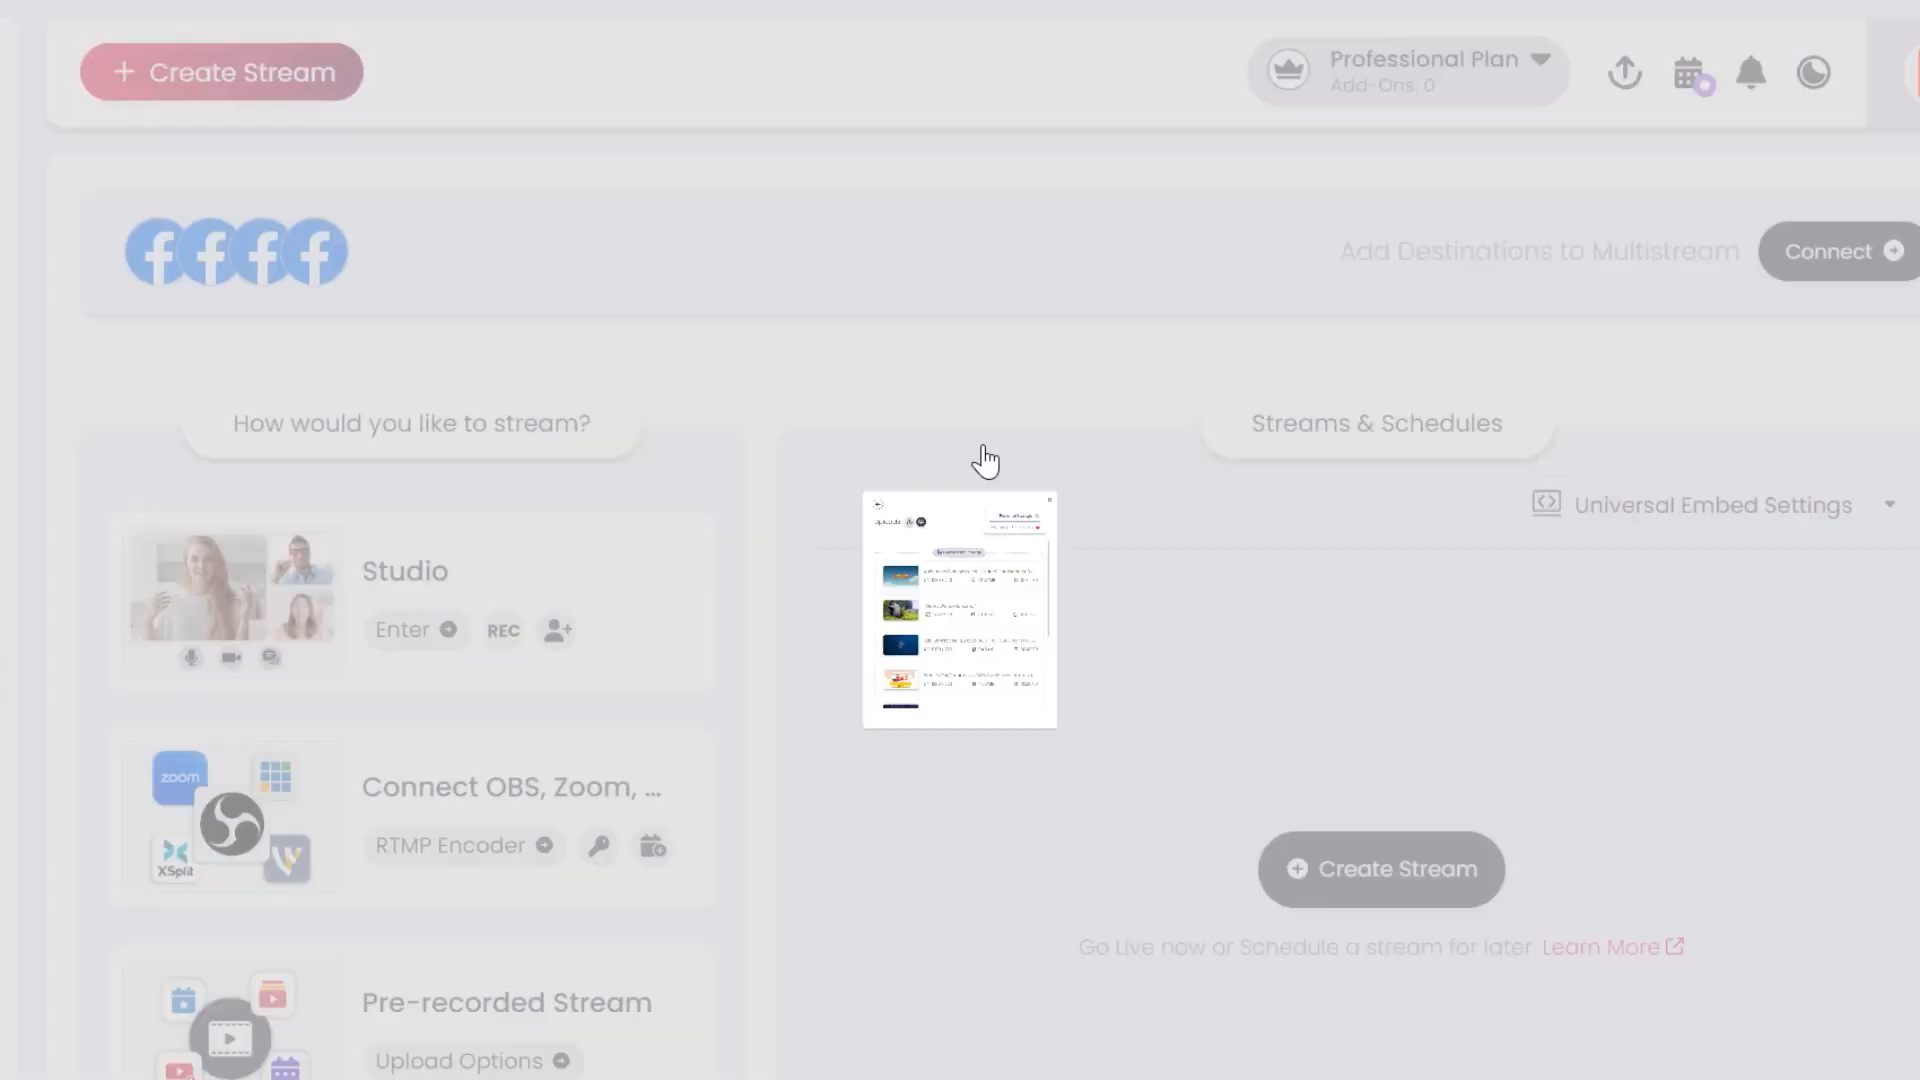 + Create Stream
Professional Plan
Add-Ons: 0
Add Destinations to Multistream
Connect
How would you like to stream?
Streams & Schedules
Universal Embed Settings
Studio
Enter
REC
zoom
XSplit
Connect OBS, Zoom, ...
RTMP Encoder
Create Stream
Go Live now or Schedule a stream for later. Learn More
Pre-recorded Stream
Upload Options
Uploads